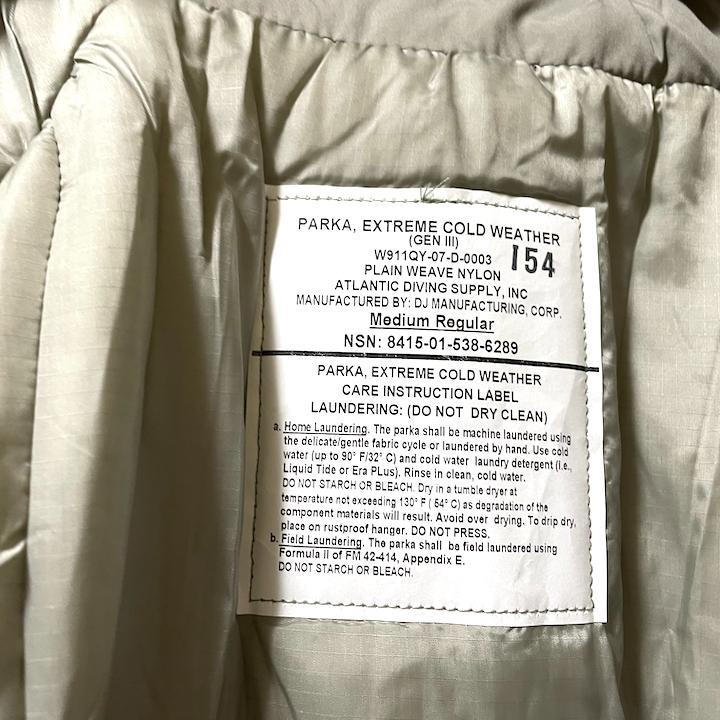 PARKA, EXTREME COLD WEATHER
(GEN III)
W911QY-07-D-0003 154
PLAIN WEAVE NYLON
ATLANTIC DIVING SUPPLY, INC
MANUFACTURED BY: DJ MANUFACTURING, CORP.
Medium Regular
NSN: 8415-01-538-6289
PARKA, EXTREME COLD WEATHER
CARE INSTRUCTION LABEL
LAUNDERING: (DO NOT DRY CLEAN)
a. Home Laundering. The parka shall be machine laundered using
the delicate/gentle fabric cycle or laundered by hand. Use cold
water (up to 90° F/32° C) and cold water laundry detergent (i.e.,
Liquid Tide or Era PLus). Rinse in clean, cold water.
DO NOT STARCH OR BLEACH. Dry in a tumble dryer at
temperature not exceeding 130° F ( 54° C) as degradation of the
component materials will result. Avoid over drying. To drip dry,
place on rustproof hanger. DO NOT PRESS.
b. Field Laundering. The parka shall be field laundered using
Formula II of FM 42-414, Appendix E.
DO NOT STARCH OR BLEACH.